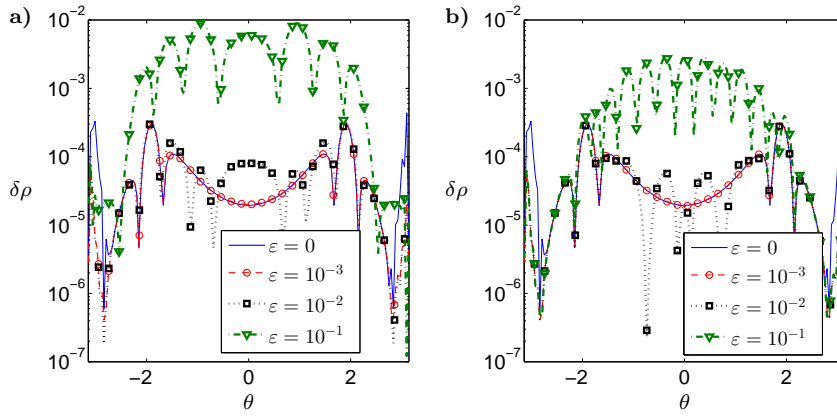 a)
10⁻²
10⁻³
10⁻⁴
δρ
10⁻⁵
10⁻⁶
10⁻⁷
ε = 0
ε = 10⁻³
ε = 10⁻²
ε = 10⁻¹
−2 0 2
θ
b)
10⁻²
10⁻³
10⁻⁴
δρ
10⁻⁵
10⁻⁶
10⁻⁷
ε = 0
ε = 10⁻³
ε = 10⁻²
ε = 10⁻¹
−2 0 2
θ